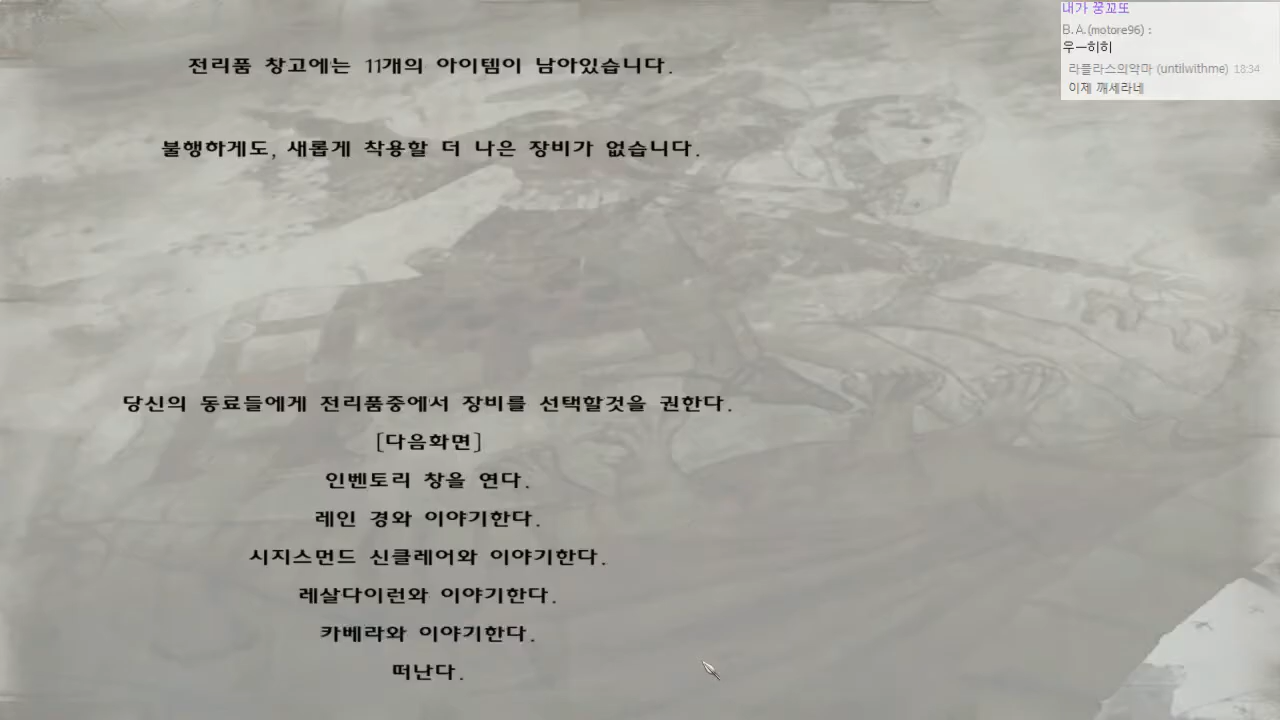 전리품 창고에는 11개의 아이템이 남아있습니다.
불행하게도, 새롭게 착용할 더 나은 장비가 없습니다.
당신의 동료들에게 전리품중에서 장비를 선택할것을 권한다.
[다음화면]
인벤토리 창을 연다.
레인 경와 이야기한다.
시지스먼드 신클레어와 이야기한다.
레살다이런와 이야기한다.
카베라와 이야기한다.
떠난다.
내가 꿍꼬또
B.A.(motore96) :
우ㅡ히히
라플라스의악마 (untilwithme) 18:34
이제 깨세라네